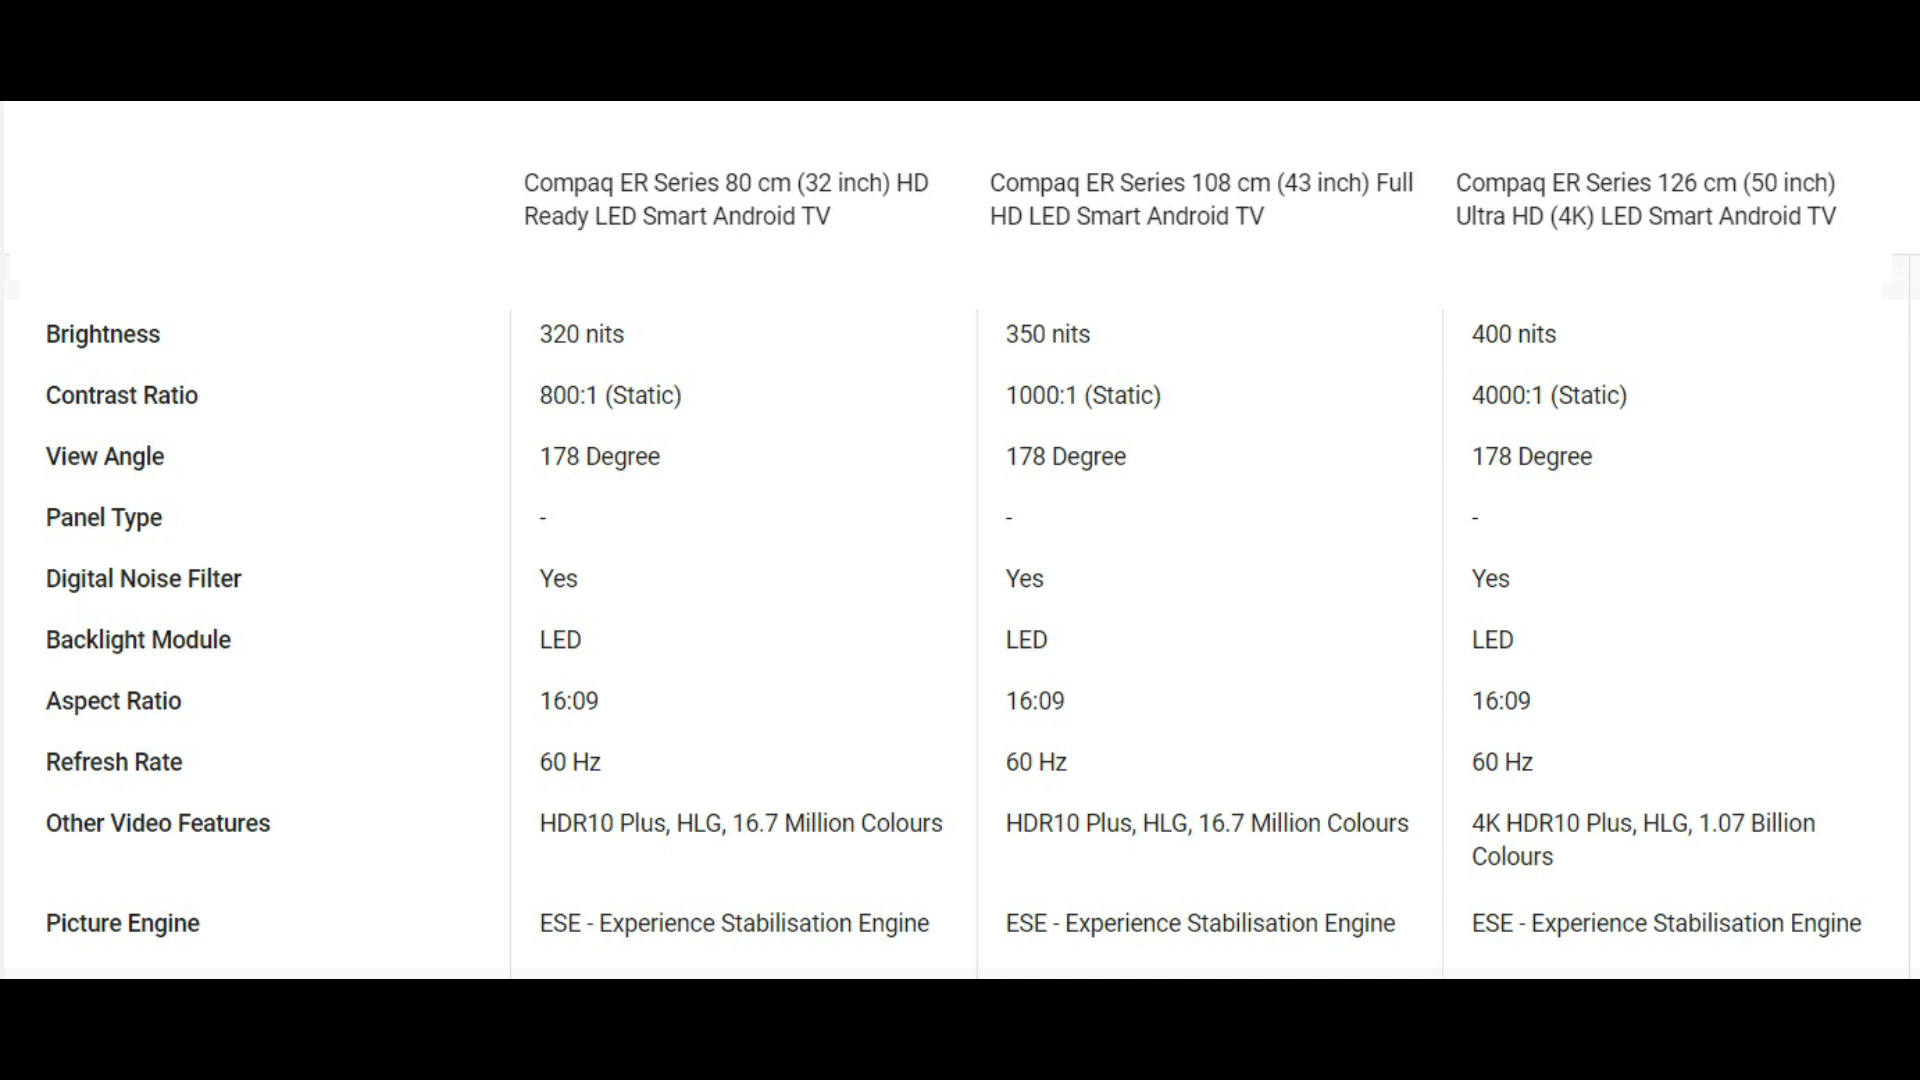 Compaq ER Series 80 cm (32 inch) HD
Ready LED Smart Android TV
Compaq ER Series 108 cm (43 inch) Full
HD LED Smart Android TV
Compaq ER Series 126 cm (50 inch)
Ultra HD (4K) LED Smart Android TV
Brightness 320 nits 350 nits 400 nits
Contrast Ratio 800:1 (Static) 1000:1 (Static) 4000:1 (Static)
View Angle 178 Degree 178 Degree 178 Degree
Panel Type - - -
Digital Noise Filter Yes Yes Yes
Backlight Module LED LED LED
Aspect Ratio 16:09 16:09 16:09
Refresh Rate 60 Hz 60 Hz 60 Hz
Other Video Features HDR10 Plus, HLG, 16.7 Million Colours HDR10 Plus, HLG, 16.7 Million Colours 4K HDR10 Plus, HLG, 1.07 Billion
Colours
Picture Engine ESE - Experience Stabilisation Engine ESE - Experience Stabilisation Engine ESE - Experience Stabilisation Engine